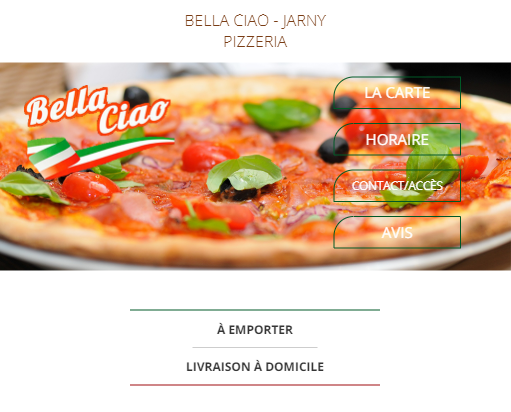 BELLA CIAO - JARNY
PIZZERIA
Bella
Ciao
LA CARTE
HORAIRE
CONTACT/ACCÈS
AVIS
À EMPORTER
LIVRAISON À DOMICILE